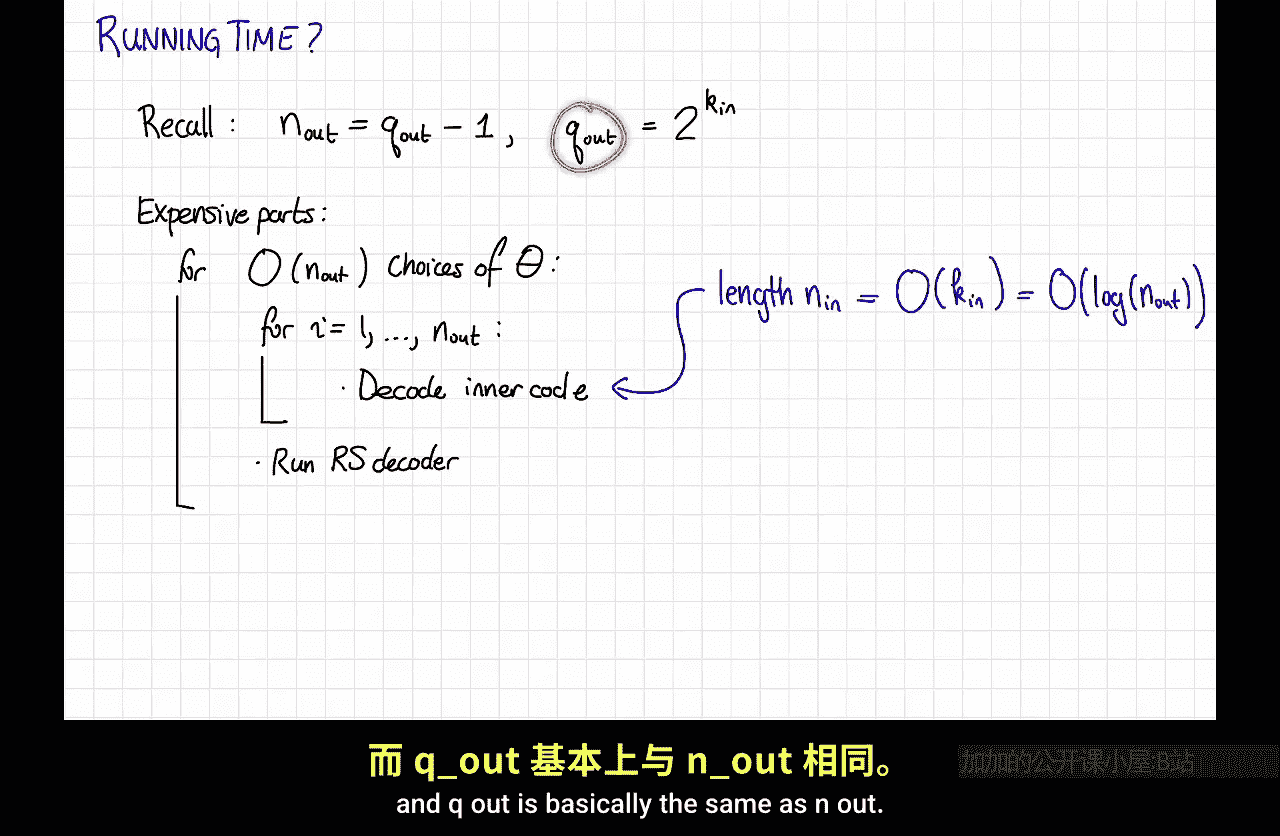 RUNNING TIME?
Recall: n_out = q_out - 1, q_out = 2^{k_in}
Expensive parts:
for O(n_out) choices of θ:
length n_in = O(k_in) = O(log(n_out))
for i = 1, ..., n_out:
· Decode inner code
· Run RS decoder
而 q_out 基本上与 n_out 相同。
加加的公开课小屋:B站
and q out is basically the same as n out.